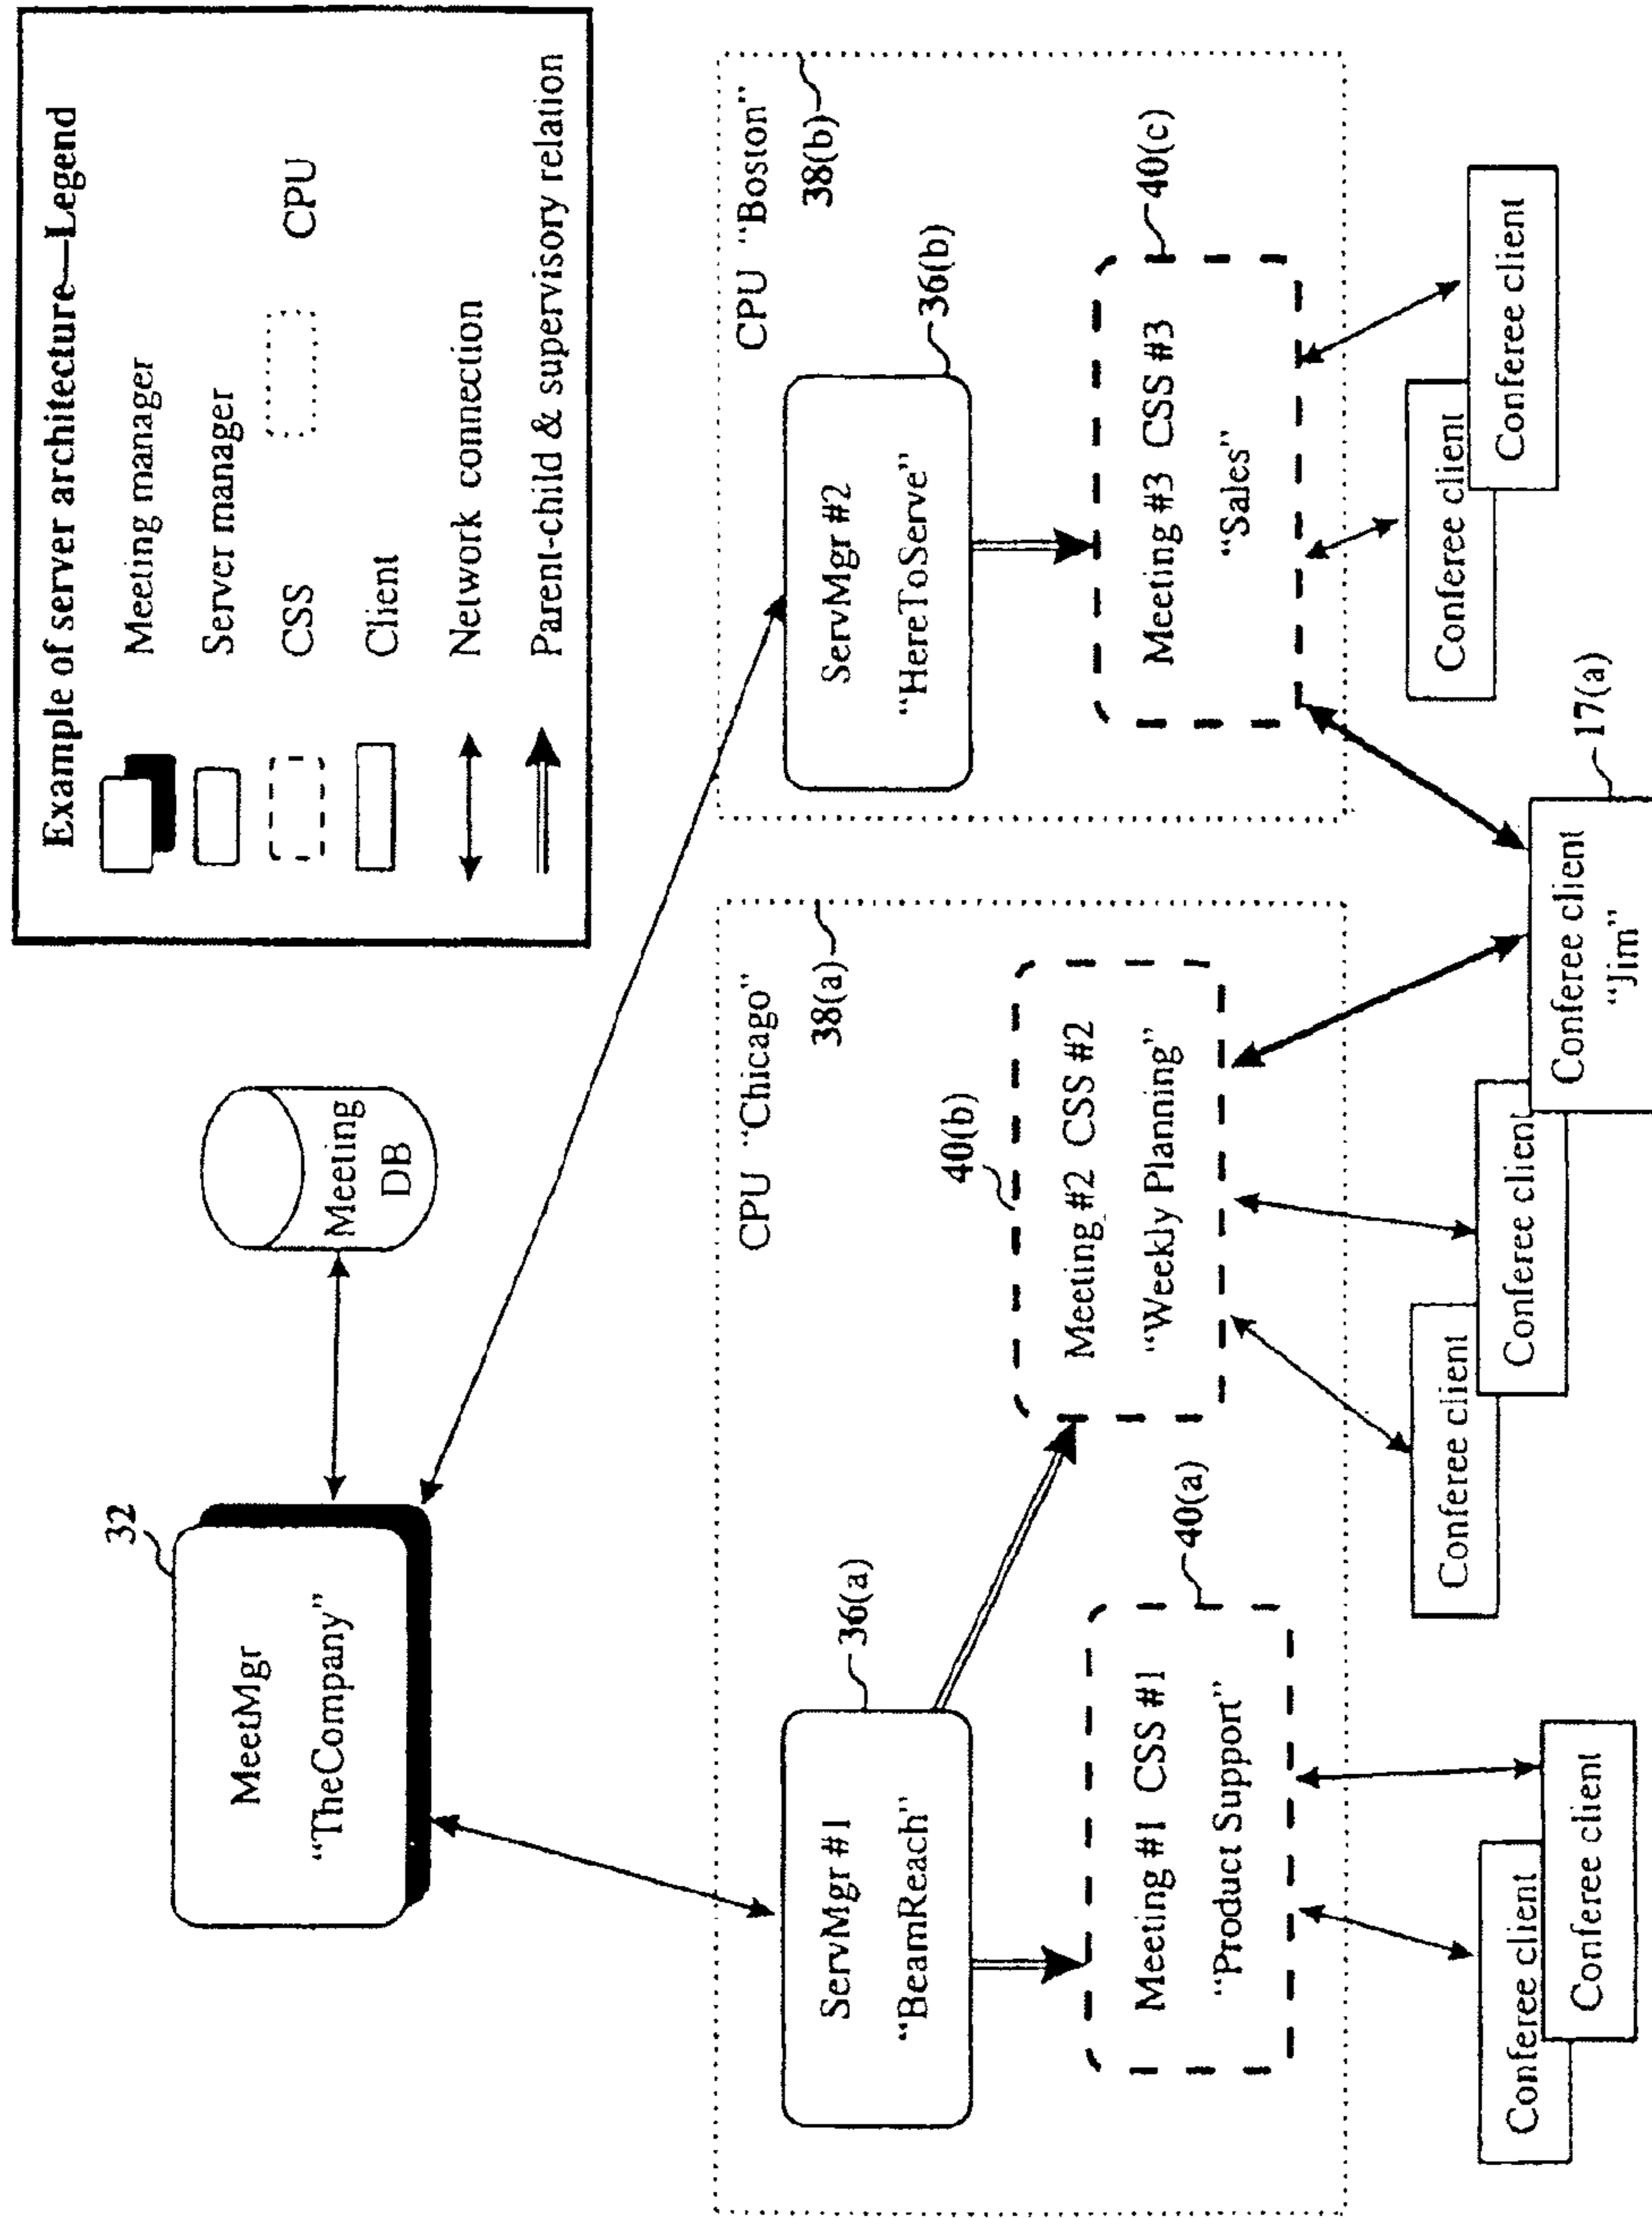 Example of server architecture—Legend
Meeting manager
Server manager
CSS
CPU
Client
Network connection
Parent-child & supervisory relation
32
MeetMgr
“TheCompany”
Meeting
DB
CPU “Chicago”
38(a)
ServMgr #1
“BeamReach”
36(a)
40(b)
Meeting #2 CSS #2
“Weekly Planning”
Meeting #1 CSS #1
“Product Support”
40(a)
CPU “Boston”
38(b)
ServMgr #2
“HereToServe”
36(b)
Meeting #3 CSS #3
“Sales”
40(c)
Conferee client
Conferee client
Conferee client
Conferee client
Conferee client
“Jim”
17(a)
Conferee client
Conferee client